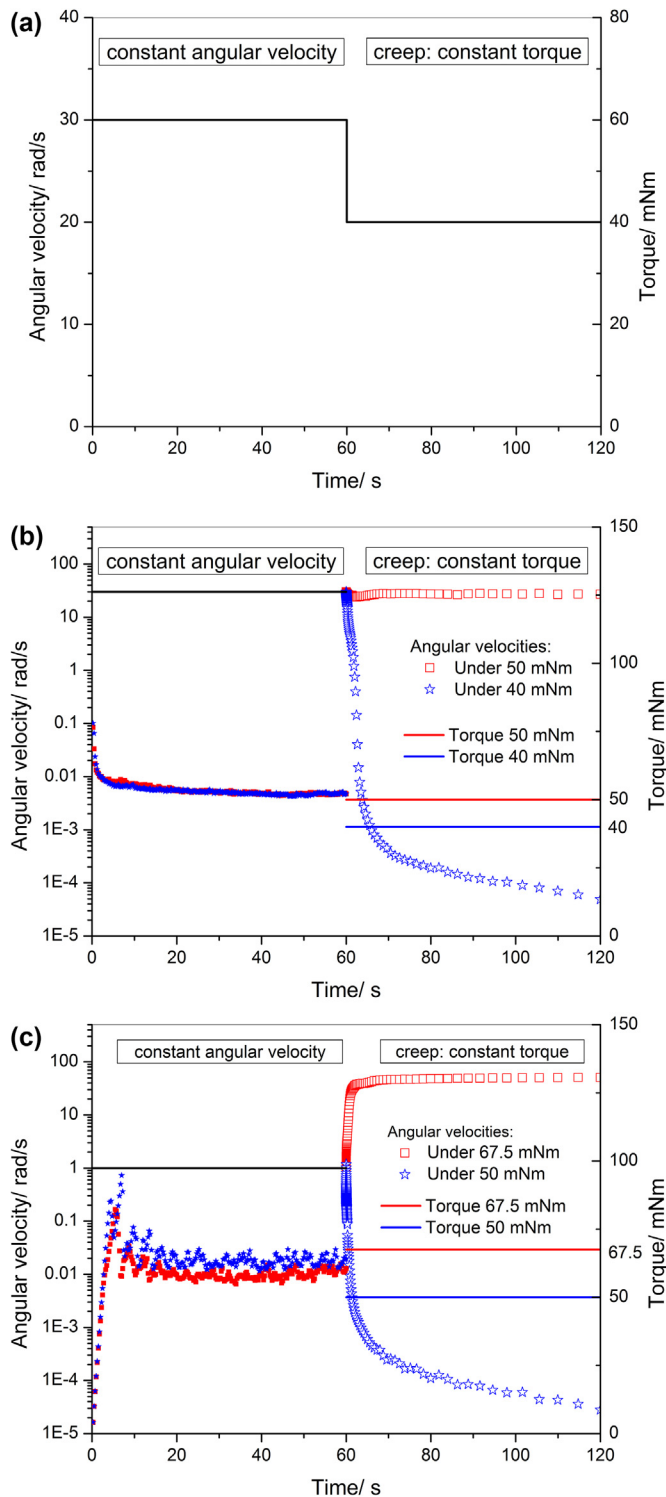 (a)
40
30
20
10
0
Angular velocity/ rad/s
constant angular velocity
creep: constant torque
80
60
40
20
0
Torque/ mNm
0 20 40 60 80 100 120
Time/ s
(b)
100
10
1
0.1
0.01
1E-3
1E-4
1E-5
Angular velocity/ rad/s
constant angular velocity
creep: constant torque
Angular velocities:
Under 50 mNm
Under 40 mNm
Torque 50 mNm
Torque 40 mNm
150
100
50
40
0
Torque/ mNm
0 20 40 60 80 100 120
Time/ s
(c)
100
10
1
0.1
0.01
1E-3
1E-4
1E-5
Angular velocity/ rad/s
constant angular velocity
creep: constant torque
Angular velocities:
Under 67.5 mNm
Under 50 mNm
Torque 67.5 mNm
Torque 50 mNm
150
100
67.5
50
0
Torque/ mNm
0 20 40 60 80 100 120
Time/ s